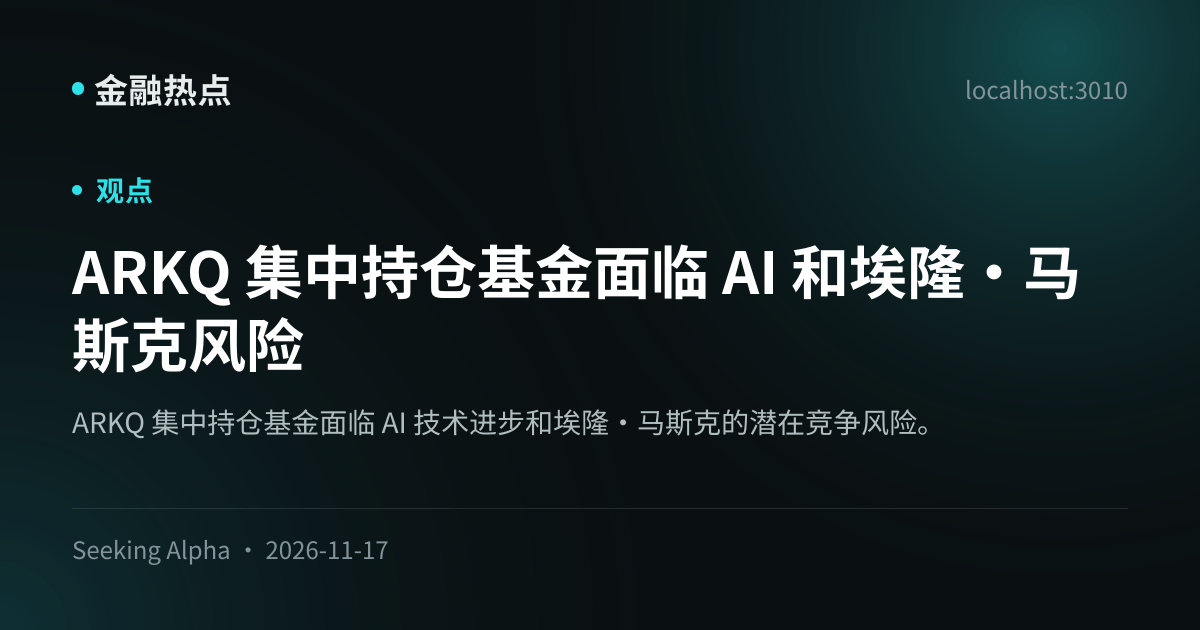 金融热点
localhost:3010
观点
ARKQ 集中持仓基金面临 AI 和埃隆・马
斯克风险
ARKQ 集中持仓基金面临 AI 技术进步和埃隆・马斯克的潜在竞争风险。
Seeking Alpha ・ 2026-11-17